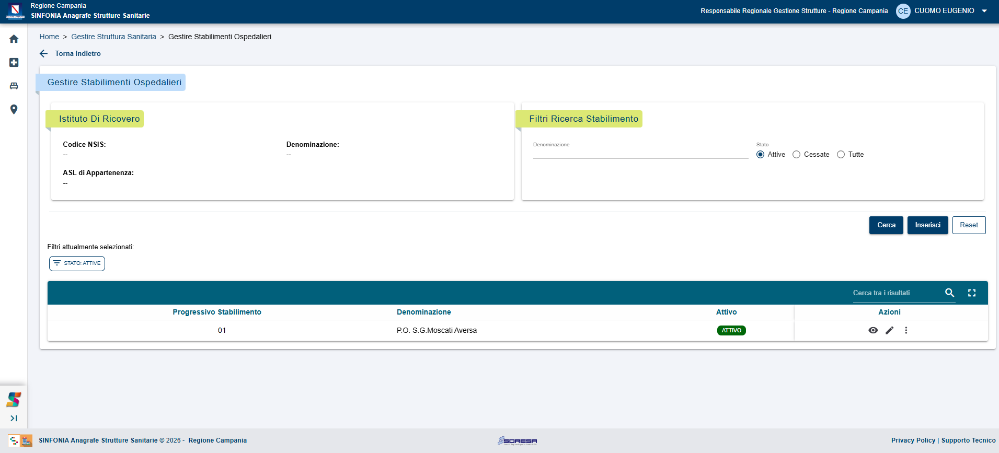 Regione Campania
SINFONIA Anagrafe Strutture Sanitarie
Responsabile Regionale Gestione Strutture - Regione Campania
CE CUOMO EUGENIO
Home > Gestire Struttura Sanitaria > Gestire Stabilimenti Ospedalieri
Torna Indietro
Gestire Stabilimenti Ospedalieri
Istituto Di Ricovero
Codice NSIS:
--
Denominazione:
--
ASL di Appartenenza:
--
Filtri Ricerca Stabilimento
Denominazione
Stato
Attive Cessate Tutte
Cerca Inserisci Reset
Filtri attualmente selezionati:
STATO: ATTIVE
Cerca tra i risultati
Progressivo Stabilimento Denominazione Attivo Azioni
01 P.O. S.G.Moscati Aversa ATTIVO
SINFONIA Anagrafe Strutture Sanitarie © 2026 - Regione Campania
SORESA
Privacy Policy | Supporto Tecnico